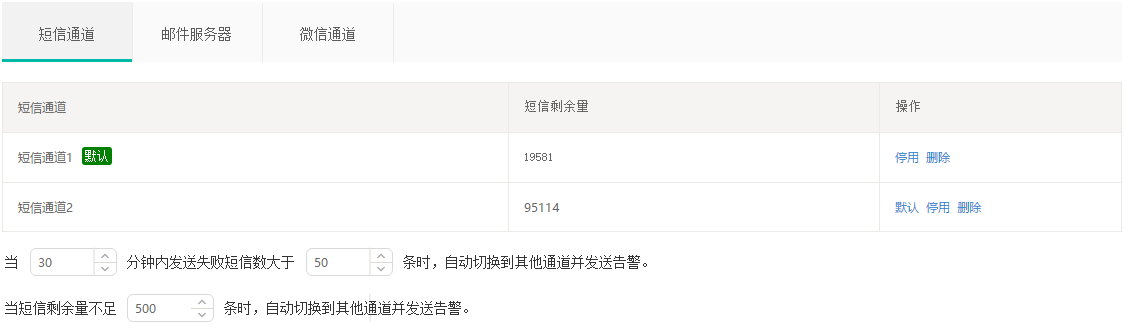 短信通道 邮件服务器 微信通道
短信通道 短信剩余量 操作
短信通道1 默认 19581 停用 删除
短信通道2 95114 默认 停用 删除
当 30 分钟内发送失败短信数大于 50 条时，自动切换到其他通道并发送告警。
当短信剩余量不足 500 条时，自动切换到其他通道并发送告警。